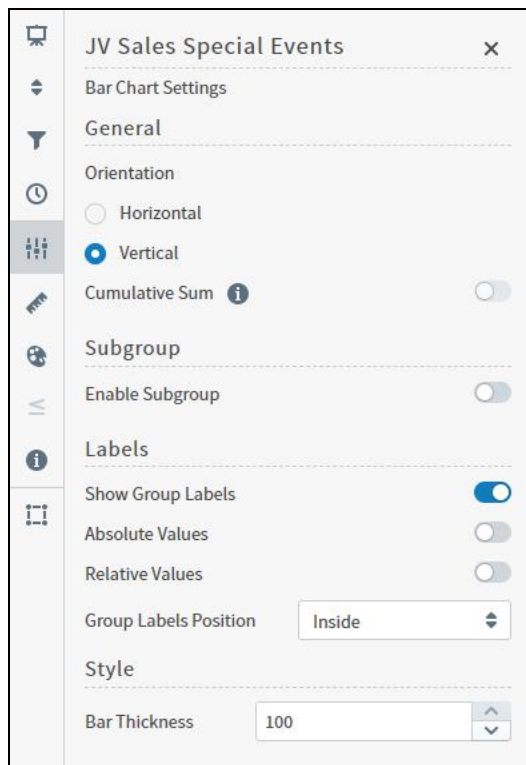 JV Sales Special Events
Bar Chart Settings
General
Orientation
Horizontal
Vertical
Cumulative Sum
Subgroup
Enable Subgroup
Labels
Show Group Labels
Absolute Values
Relative Values
Group Labels Position Inside
Style
Bar Thickness 100